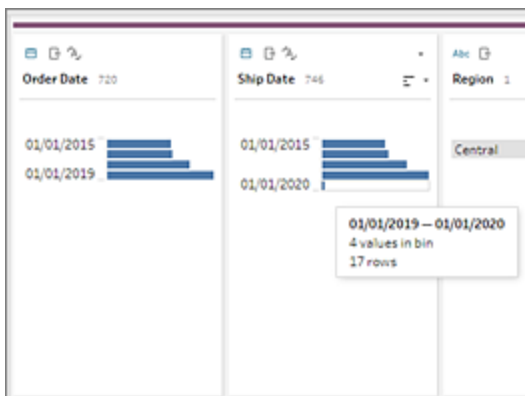 Order Date 720
01/01/2015
01/01/2019
Ship Date 746
01/01/2015
01/01/2020
01/01/2019 — 01/01/2020
4 values in bin
17 rows
Abc
Region 1
Central